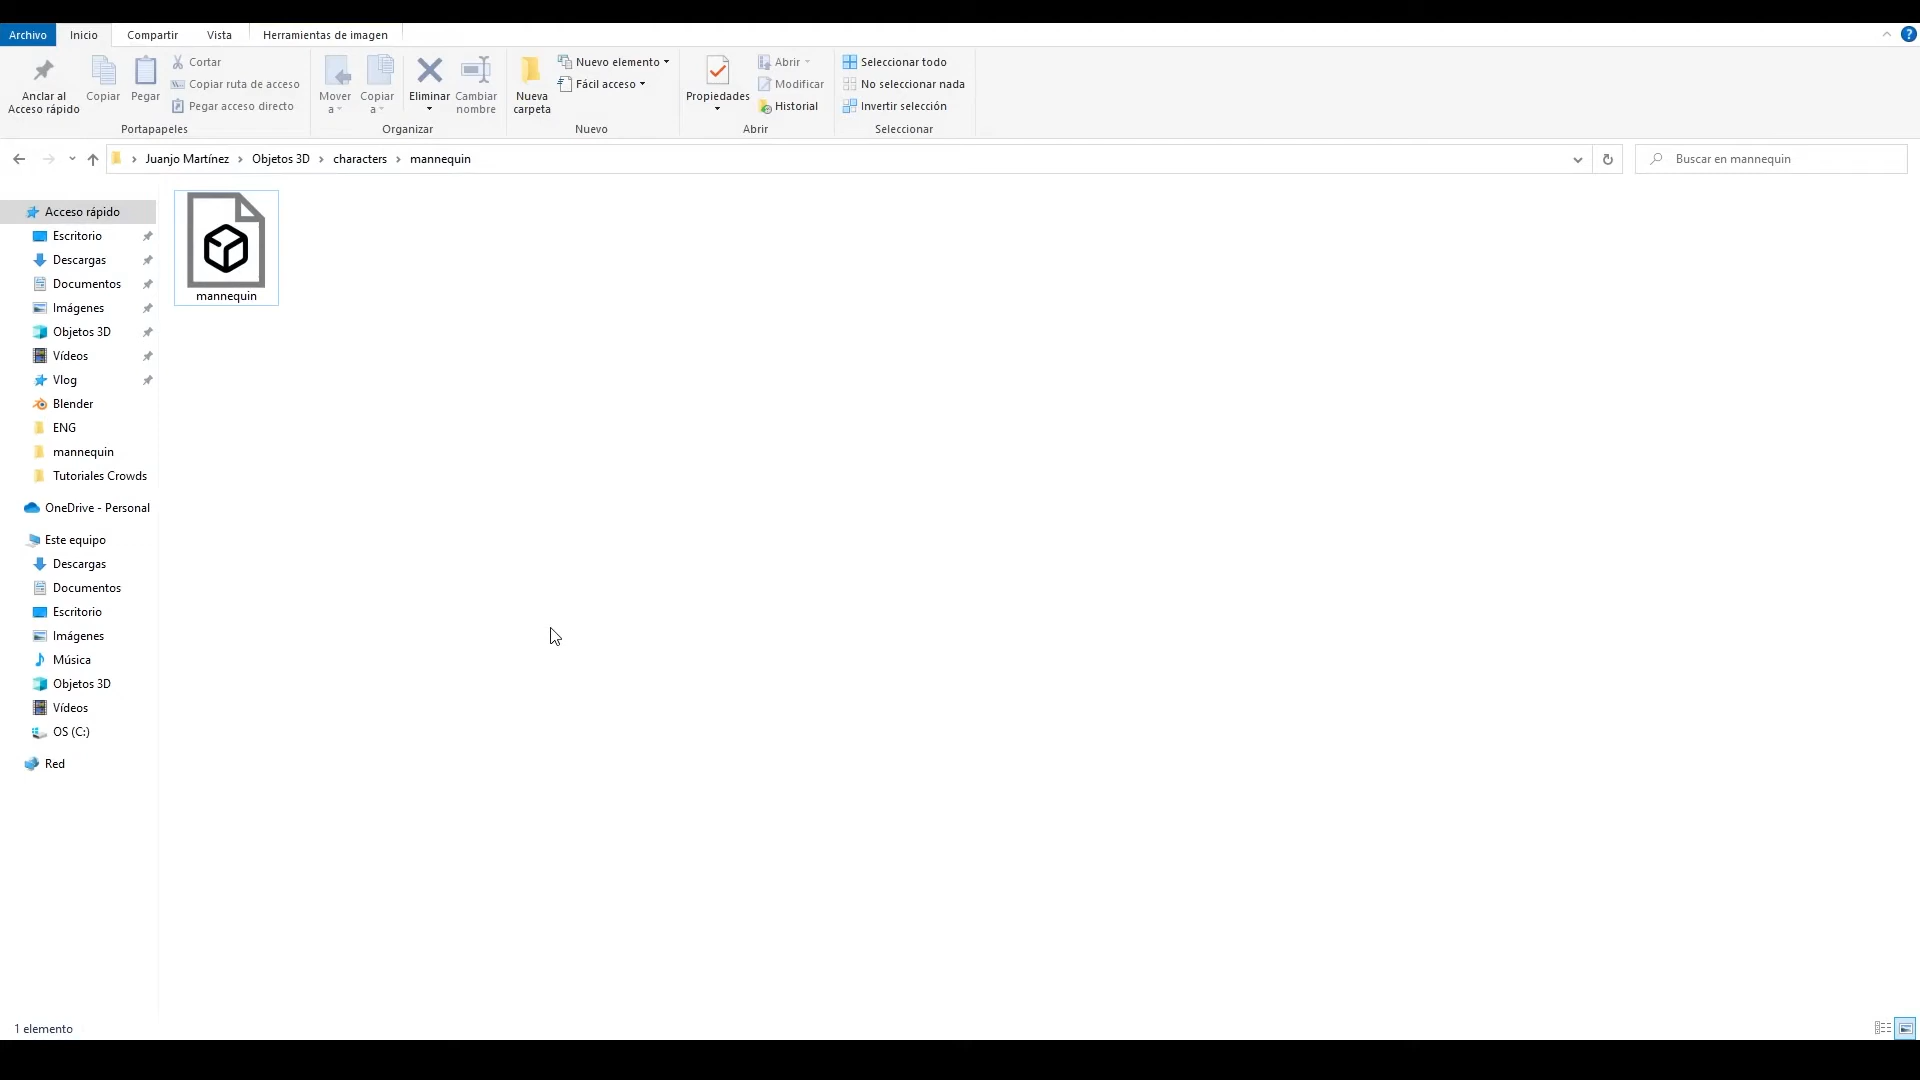 Archivo Inicio Compartir Vista Herramientas de imagen
Anclar al
Acceso rápido
Copiar
Pegar
Cortar
Copiar ruta de acceso
Pegar acceso directo
Portapapeles
Mover
a
Copiar
a
Eliminar
Cambiar
nombre
Organizar
Nueva
carpeta
Nuevo elemento
Fácil acceso
Nuevo
Propiedades
Abrir
Modificar
Historial
Abrir
Seleccionar todo
No seleccionar nada
Invertir selección
Seleccionar
Juanjo Martínez › Objetos 3D › characters › mannequin
Buscar en mannequin
Acceso rápido
Escritorio
Descargas
Documentos
Imágenes
Objetos 3D
Vídeos
Vlog
Blender
ENG
mannequin
Tutoriales Crowds
OneDrive - Personal
Este equipo
Descargas
Documentos
Escritorio
Imágenes
Música
Objetos 3D
Vídeos
OS (C:)
Red
mannequin
1 elemento